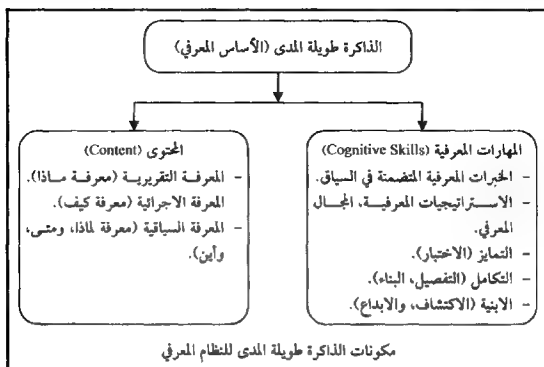 الذاكرة طويلة المدى (الأساس المعرفي)
المهارات المعرفية (Cognitive Skills)
- الخبرات المعرفية المتضمنة في السياق.
- الاستراتيجيات المعرفية، المجال
المعرفي.
- التمايز (الاختبار).
- التكامل (التفصيل، البناء).
- الابنية (الاكتشاف، والابداع).
المحتوى (Content)
- المعرفة التقريرية (معرفة ماذا).
المعرفة الاجرائية (معرفة كيف).
- المعرفة السياقية (معرفة لماذا، ومتى،
وأين).
مكونات الذاكرة طويلة المدى للنظام المعرفي